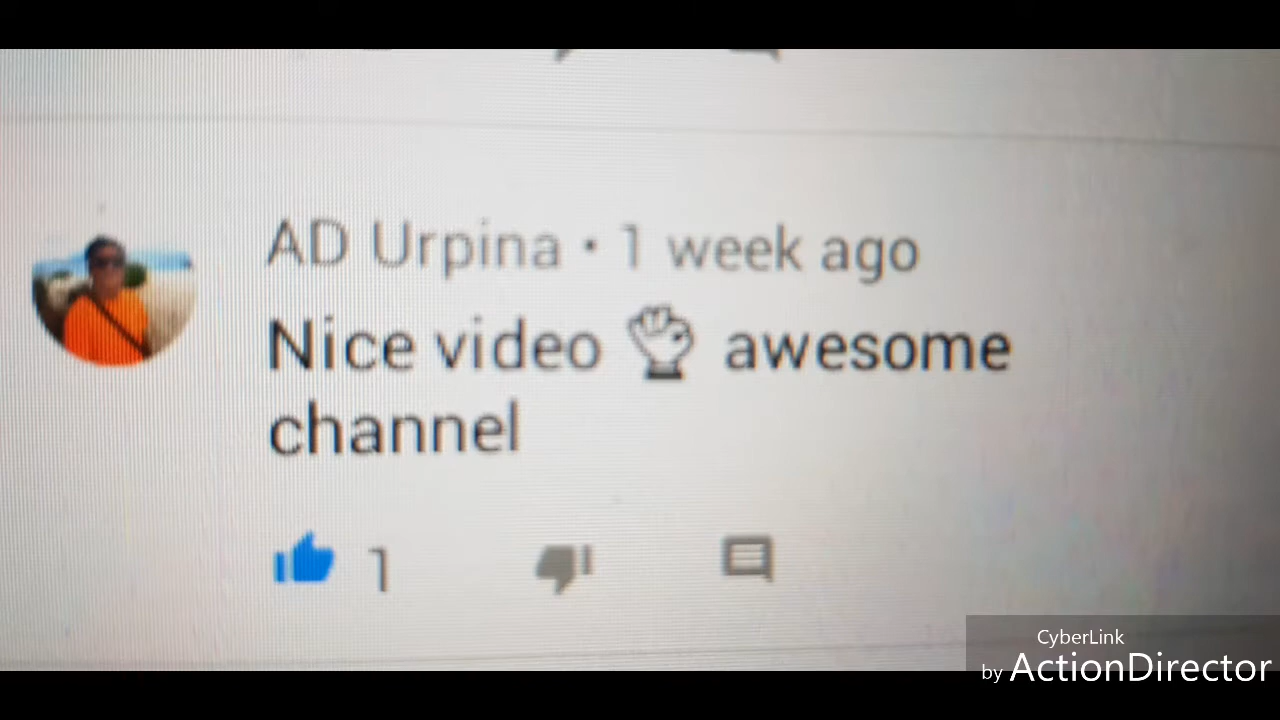 AD Urpina • 1 week ago
Nice video 👌 awesome
channel
1
CyberLink
by ActionDirector